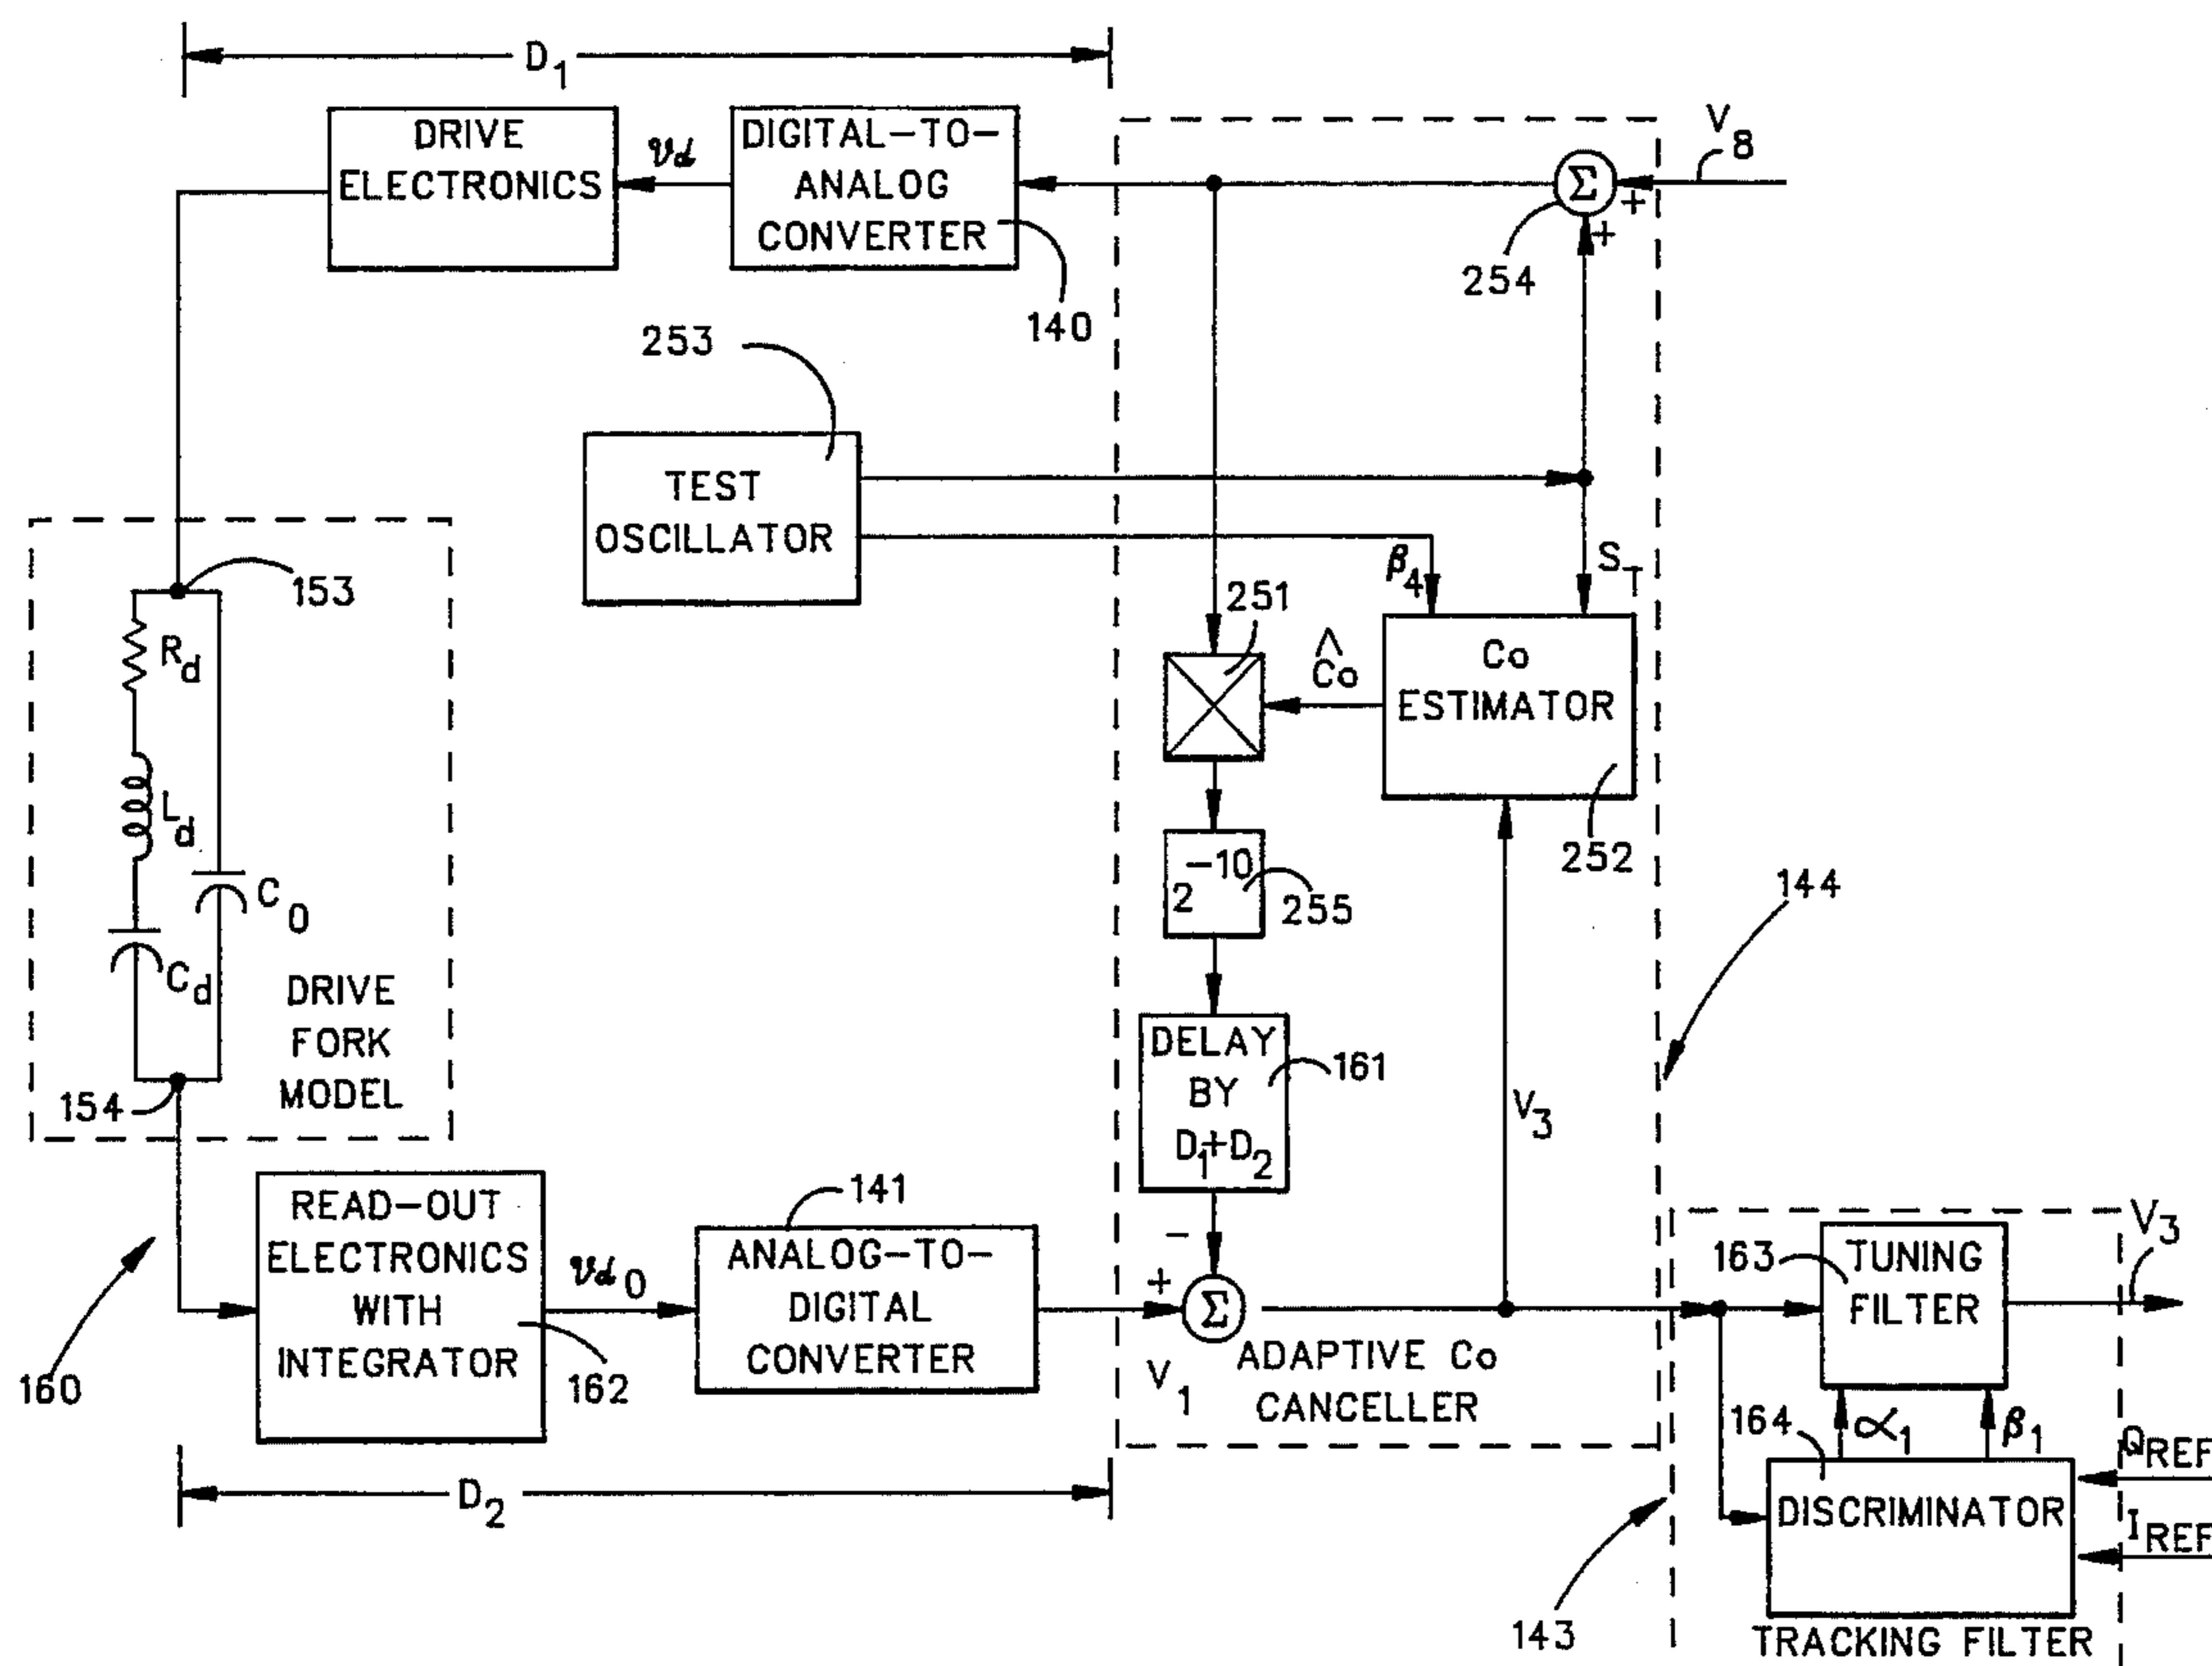 D1
DRIVE
ELECTRONICS
vd
DIGITAL-TO-
ANALOG
CONVERTER
140
V8
Σ
+
+
254
253
TEST
OSCILLATOR
β4
ST
153
Rd
Ld
C0
Cd
DRIVE
FORK
MODEL
154
251
Ĉo
Co
ESTIMATOR
252
2^-10
255
144
DELAY
BY
D1+D2
161
V3
-
+
Σ
V1
ADAPTIVE Co
CANCELLER
160
READ-OUT
ELECTRONICS
WITH
INTEGRATOR
162
vd0
141
ANALOG-TO-
DIGITAL
CONVERTER
D2
163
TUNING
FILTER
V3
164
α1
β1
QREF
DISCRIMINATOR
IREF
143
TRACKING FILTER